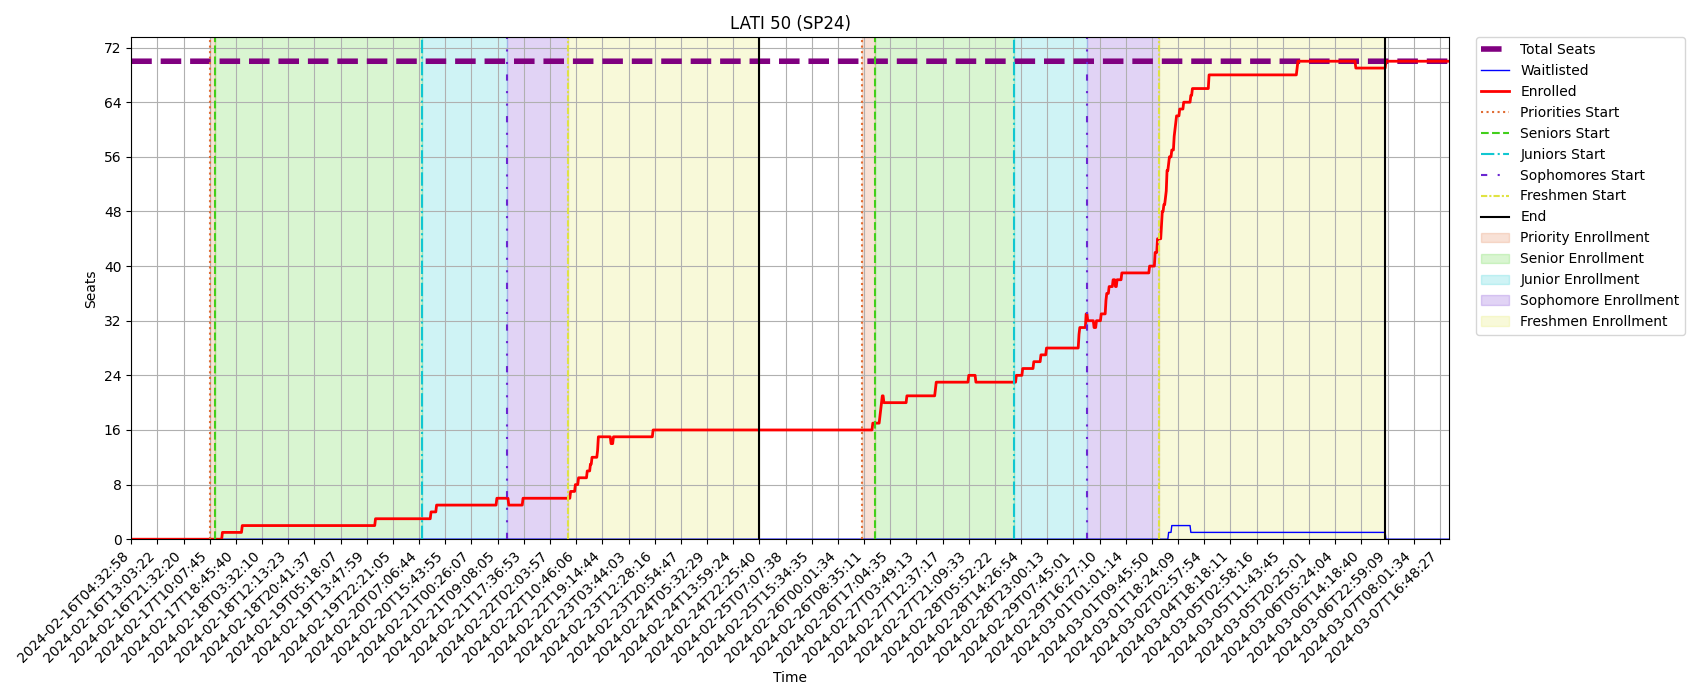 LATI 50 (SP24)
Seats
72
64
56
48
40
32
24
16
8
0
2024-02-16T04:32:58
2024-02-16T13:03:22
2024-02-16T21:32:20
2024-02-17T10:07:45
2024-02-17T18:45:40
2024-02-18T03:32:10
2024-02-18T12:13:23
2024-02-18T20:41:37
2024-02-19T05:18:07
2024-02-19T13:47:59
2024-02-19T22:21:05
2024-02-20T07:06:44
2024-02-20T15:43:55
2024-02-21T00:26:07
2024-02-21T09:08:05
2024-02-21T17:36:53
2024-02-22T02:03:57
2024-02-22T10:46:06
2024-02-22T19:14:44
2024-02-23T03:44:03
2024-02-23T12:28:16
2024-02-23T20:54:47
2024-02-24T05:32:29
2024-02-24T13:59:24
2024-02-24T22:25:40
2024-02-25T07:07:38
2024-02-25T15:34:35
2024-02-26T00:01:34
2024-02-26T08:35:11
2024-02-26T17:04:35
2024-02-27T03:49:13
2024-02-27T12:37:17
2024-02-27T21:09:33
2024-02-28T05:52:22
2024-02-28T14:26:54
2024-02-28T23:00:13
2024-02-29T07:45:01
2024-02-29T16:27:10
2024-03-01T01:01:14
2024-03-01T09:45:50
2024-03-01T18:24:09
2024-03-02T02:57:54
2024-03-04T18:18:11
2024-03-05T02:58:16
2024-03-05T11:43:45
2024-03-05T20:25:01
2024-03-06T05:24:04
2024-03-06T14:18:40
2024-03-06T22:59:09
2024-03-07T08:01:34
2024-03-07T16:48:27
Time
Total Seats
Waitlisted
Enrolled
Priorities Start
Seniors Start
Juniors Start
Sophomores Start
Freshmen Start
End
Priority Enrollment
Senior Enrollment
Junior Enrollment
Sophomore Enrollment
Freshmen Enrollment